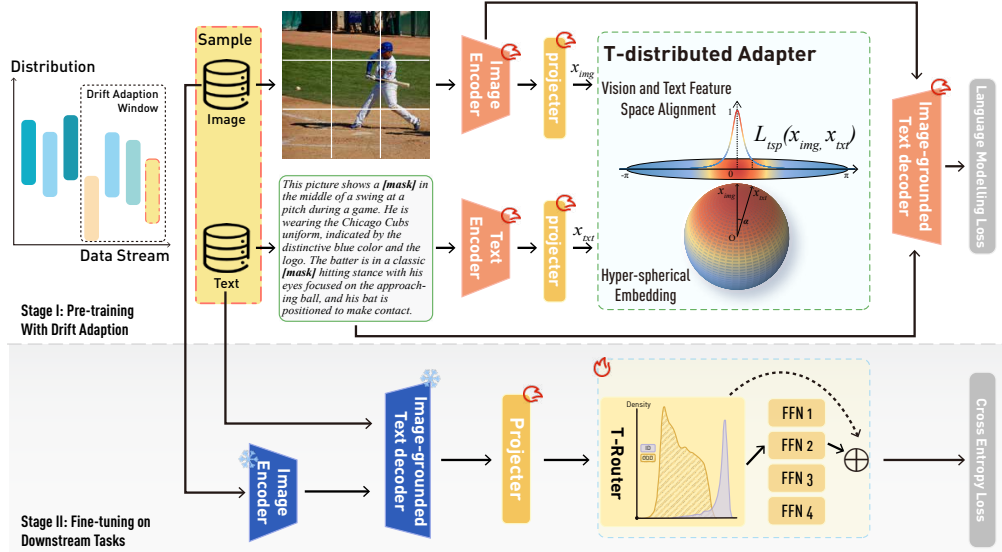 Distribution
Drift Adaption
Window
Data Stream
Sample
Image
Text
This picture shows a [mask] in
the middle of a swing at a
pitch during a game. He is
wearing the Chicago Cubs
uniform, indicated by the
distinctive blue color and the
logo. The batter is in a classic
[mask] hitting stance with his
eyes focused on the approach-
ing ball, and his bat is
positioned to make contact.
Image
Encoder
projecter
x_img
Text
Encoder
projecter
x_txt
T-distributed Adapter
Vision and Text Feature
Space Alignment
1
L_tsp(x_img, x_txt)
-π
0
π
x_img
x_txt
α
O
Hyper-spherical
Embedding
Image-grounded
Text decoder
Language Modelling Loss
Stage I: Pre-training
With Drift Adaption
Image
Encoder
Image-grounded
Text decoder
Projecter
T-Router
Density
ID
OOD
FFN 1
FFN 2
FFN 3
FFN 4
Cross Entropy Loss
Stage II: Fine-tuning on
Downstream Tasks